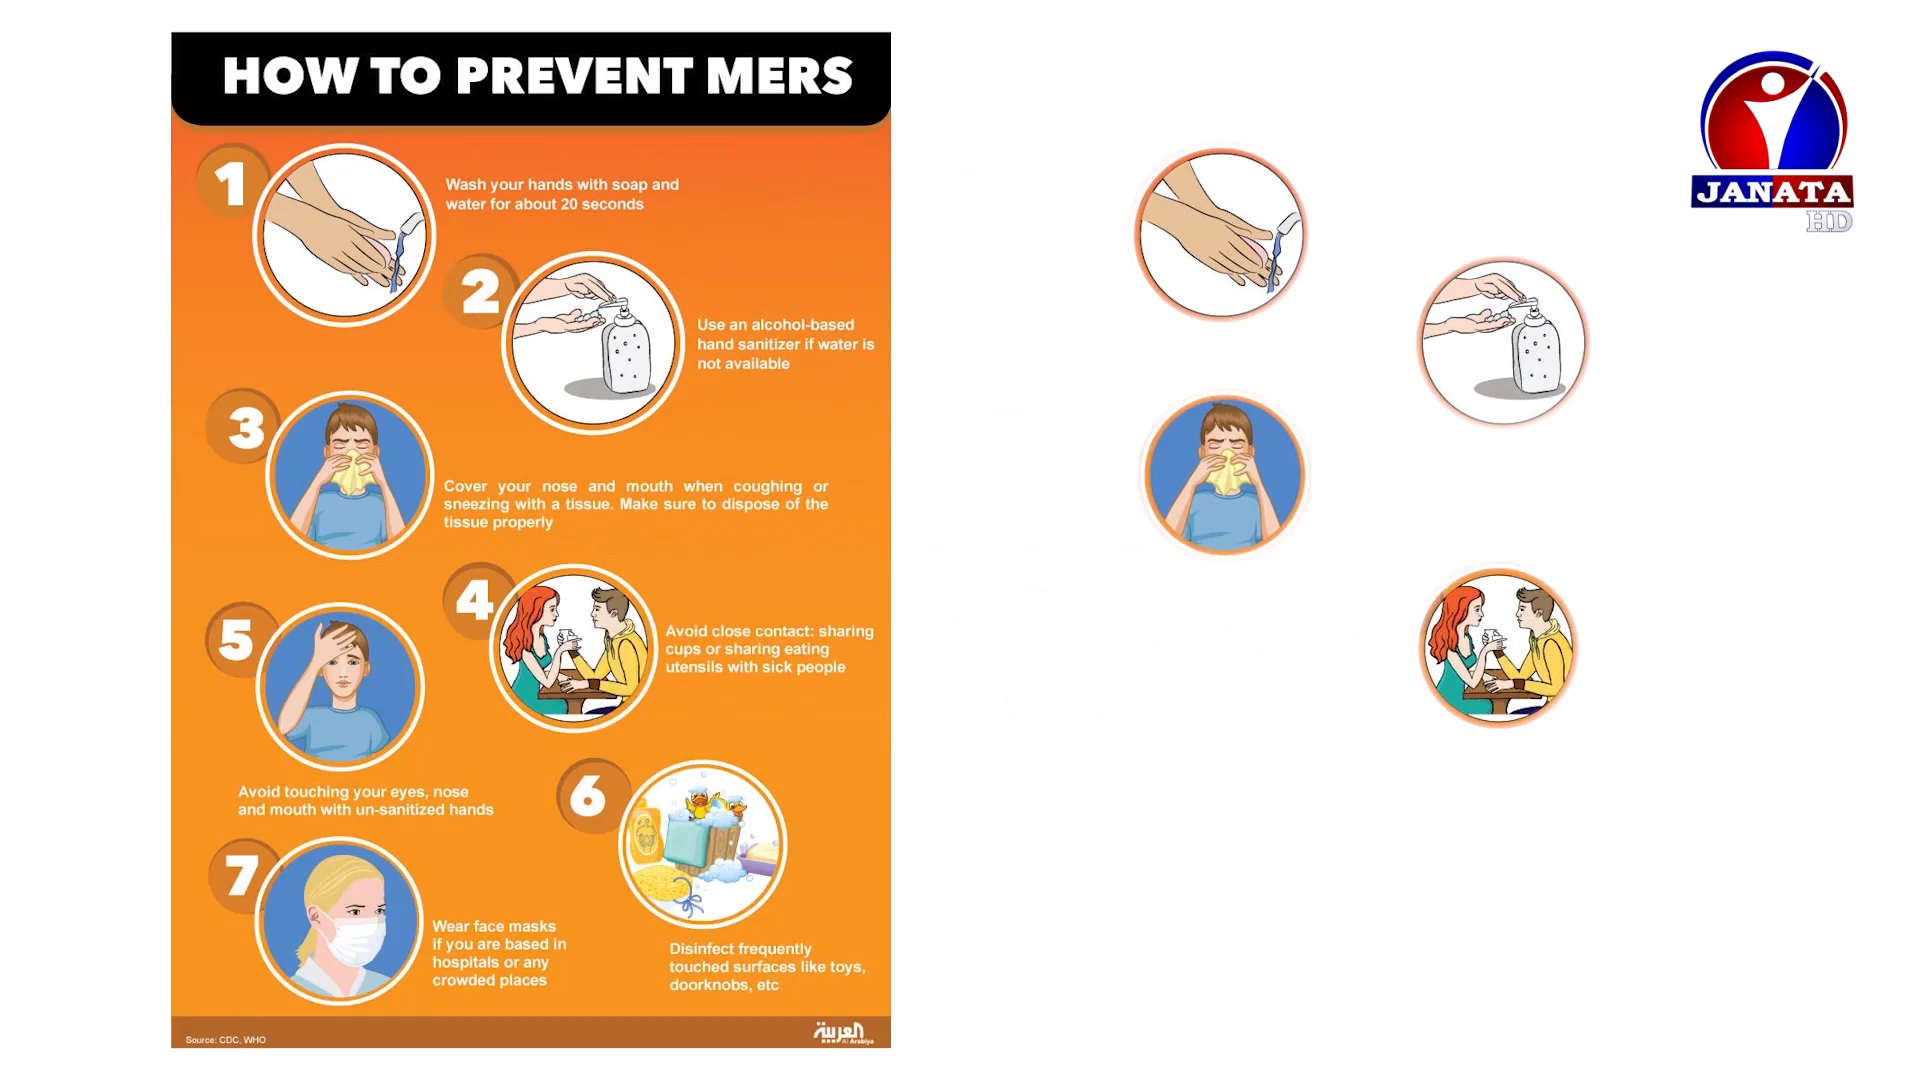 HOW TO PREVENT MERS
1
Wash your hands with soap and
water for about 20 seconds
2
Use an alcohol-based
hand sanitizer if water is
not available
3
Cover your nose and mouth when coughing or
sneezing with a tissue. Make sure to dispose of the
tissue properly
4
Avoid close contact: sharing
cups or sharing eating
utensils with sick people
5
Avoid touching your eyes, nose
and mouth with un-sanitized hands
6
Disinfect frequently
touched surfaces like toys,
doorknobs, etc
7
Wear face masks
if you are based in
hospitals or any
crowded places
Source: CDC, WHO
العربية
Al Arabiya
JANATA
HD